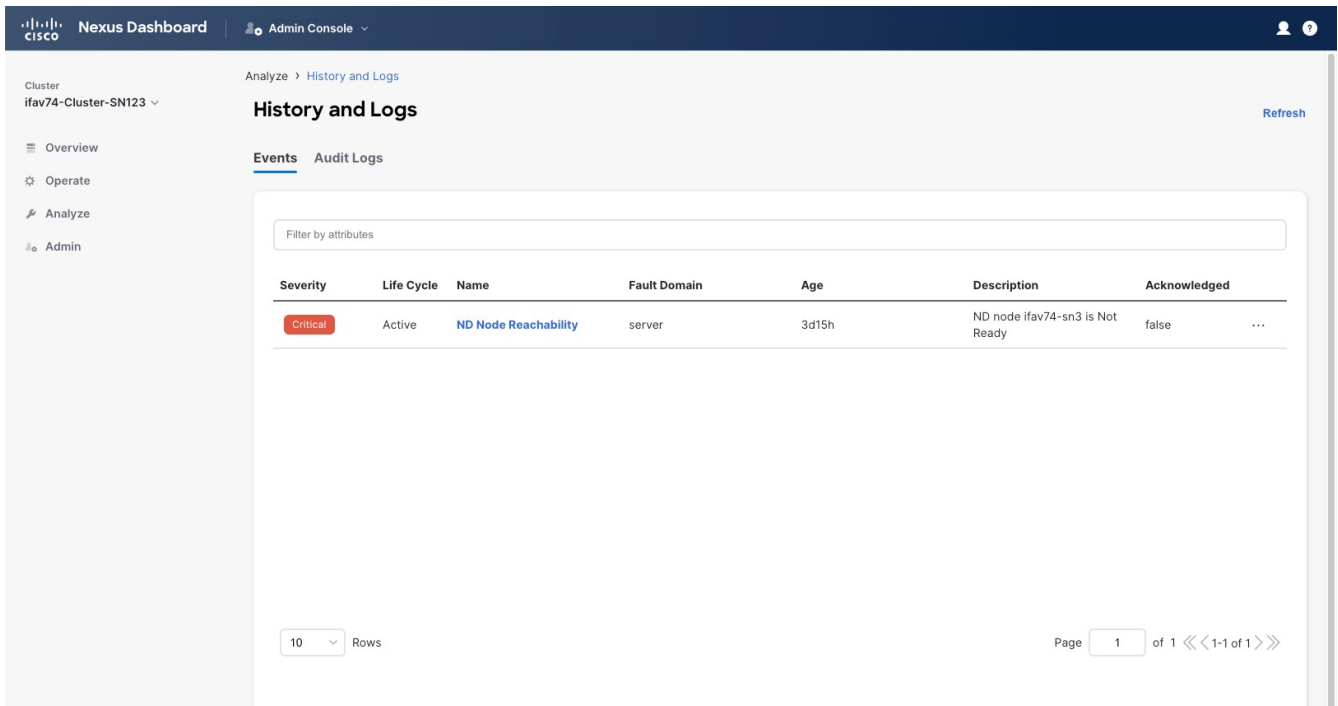 CISCO Nexus Dashboard Admin Console ?
Cluster
ifav74-Cluster-SN123
Overview
Operate
Analyze
Admin
Analyze > History and Logs
History and Logs
Refresh
Events Audit Logs
Filter by attributes
Severity Life Cycle Name Fault Domain Age Description Acknowledged
Critical Active ND Node Reachability server 3d15h ND node ifav74-sn3 is Not false ...
Ready
10 Rows Page 1 of 1 1-1 of 1